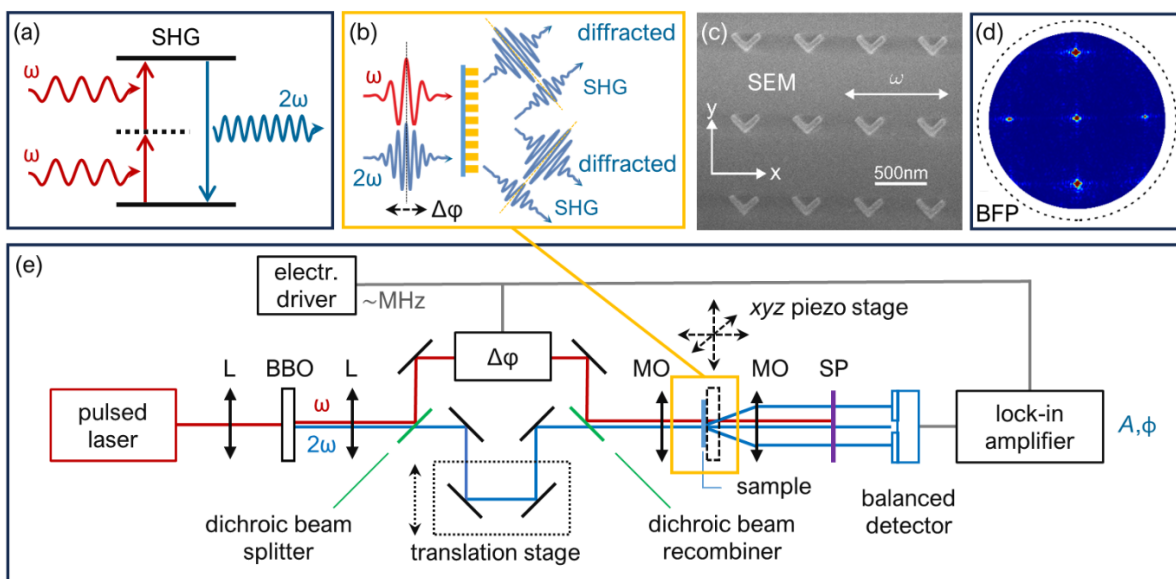 (a)
SHG
ω
ω
2ω
(b)
ω
2ω
Δφ
diffracted
SHG
diffracted
SHG
(c)
SEM
ω
y
x
500nm
(d)
BFP
(e)
electr.
driver
~MHz
Δφ
xyz piezo stage
L
BBO
L
MO
MO
SP
pulsed
laser
ω
2ω
lock-in
amplifier
A,ϕ
sample
balanced
detector
dichroic beam
splitter
translation stage
dichroic beam
recombiner